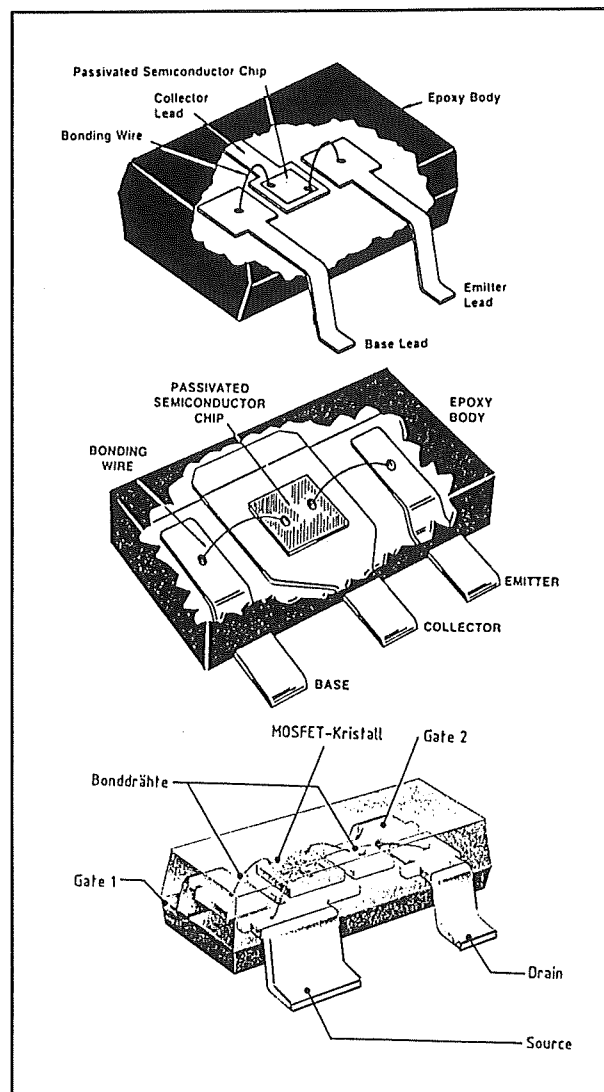 Passivated Semiconductor Chip
Collector
Lead
Epoxy Body
Bonding Wire
Emitter
Lead
Base Lead
PASSIVATED
SEMICONDUCTOR
CHIP
EPOXY
BODY
BONDING
WIRE
EMITTER
COLLECTOR
BASE
MOSFET-Kristall
Gate 2
Bonddrähte
Gate 1
Drain
Source